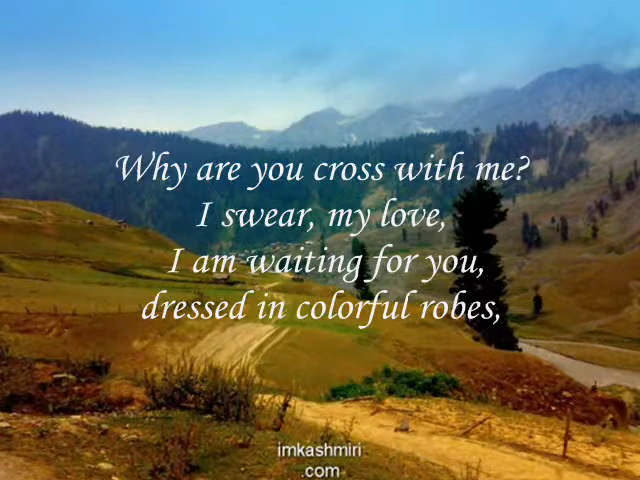 Why are you cross with me?
I swear, my love,
I am waiting for you,
dressed in colorful robes,
imkashmiri
.com